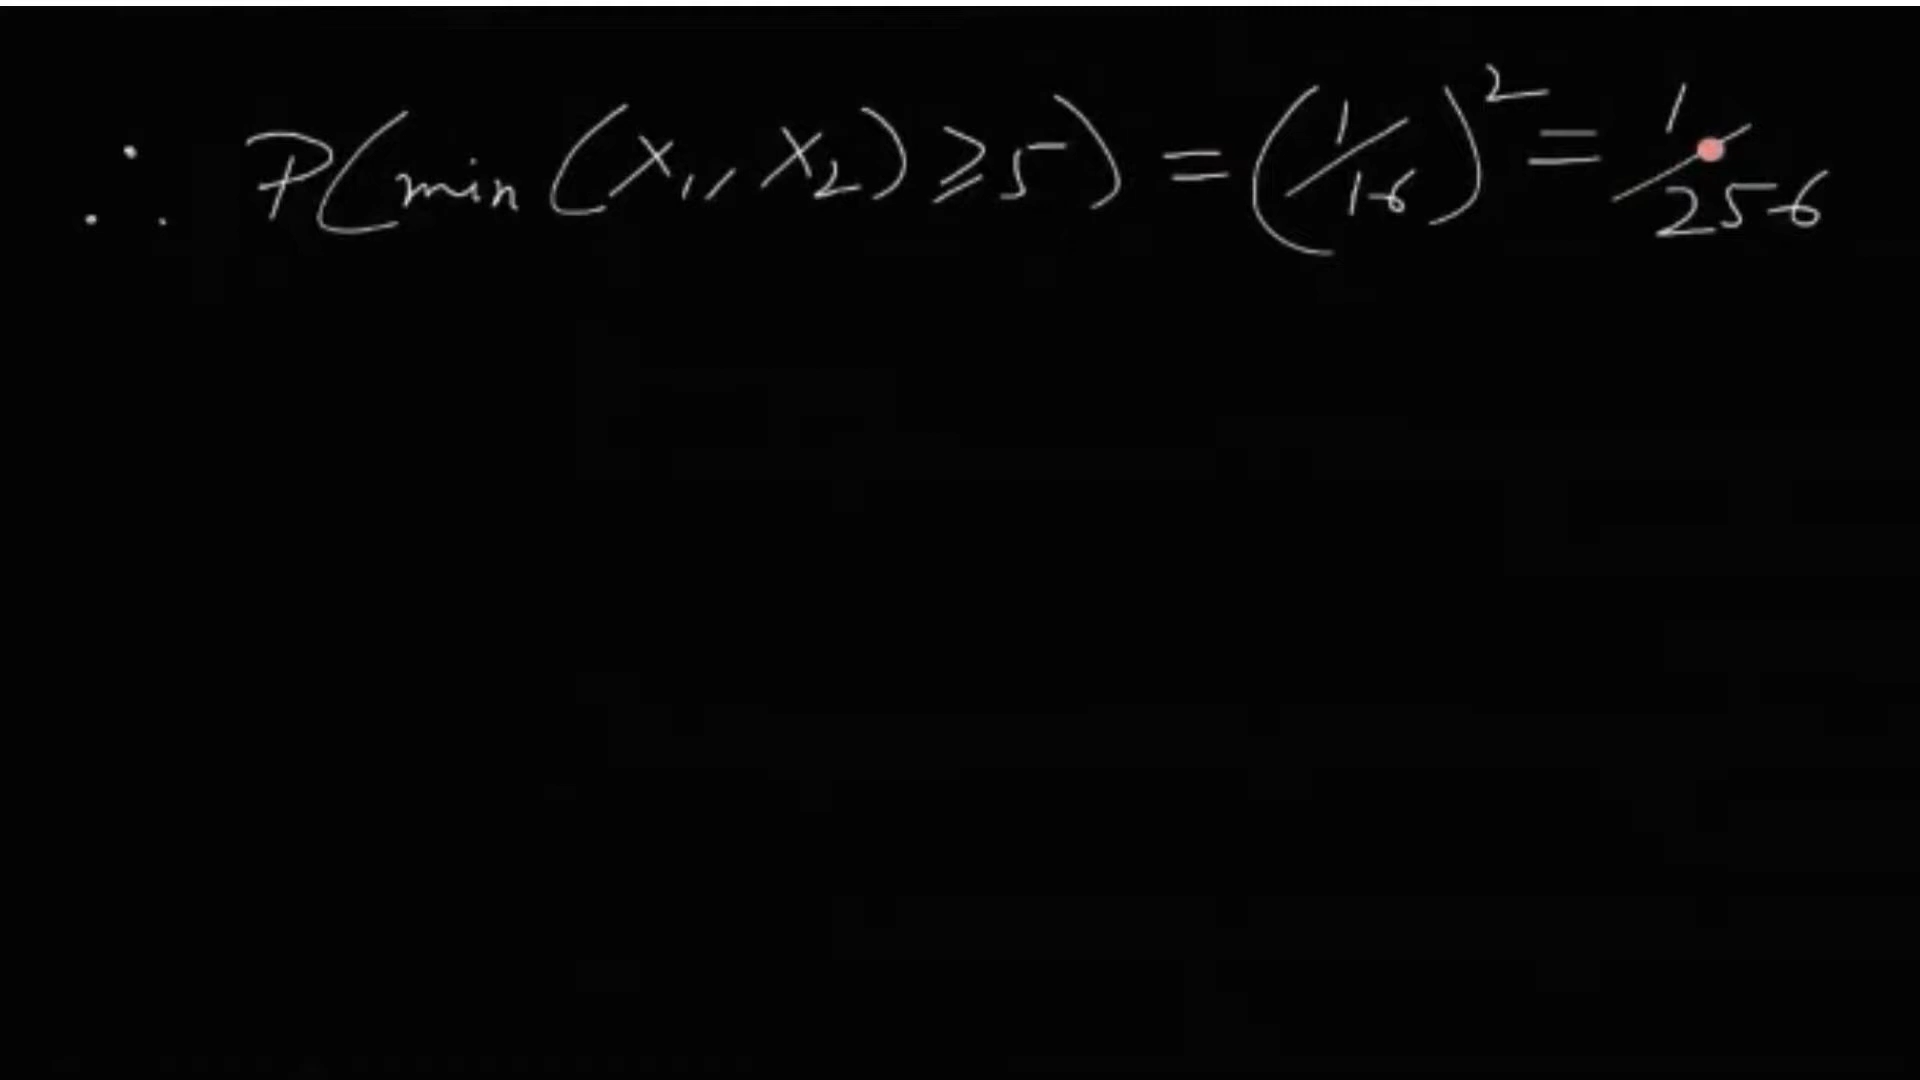 ∴ P(min(X₁, X₂) ≥ 5) = (1/16)² = 1/256